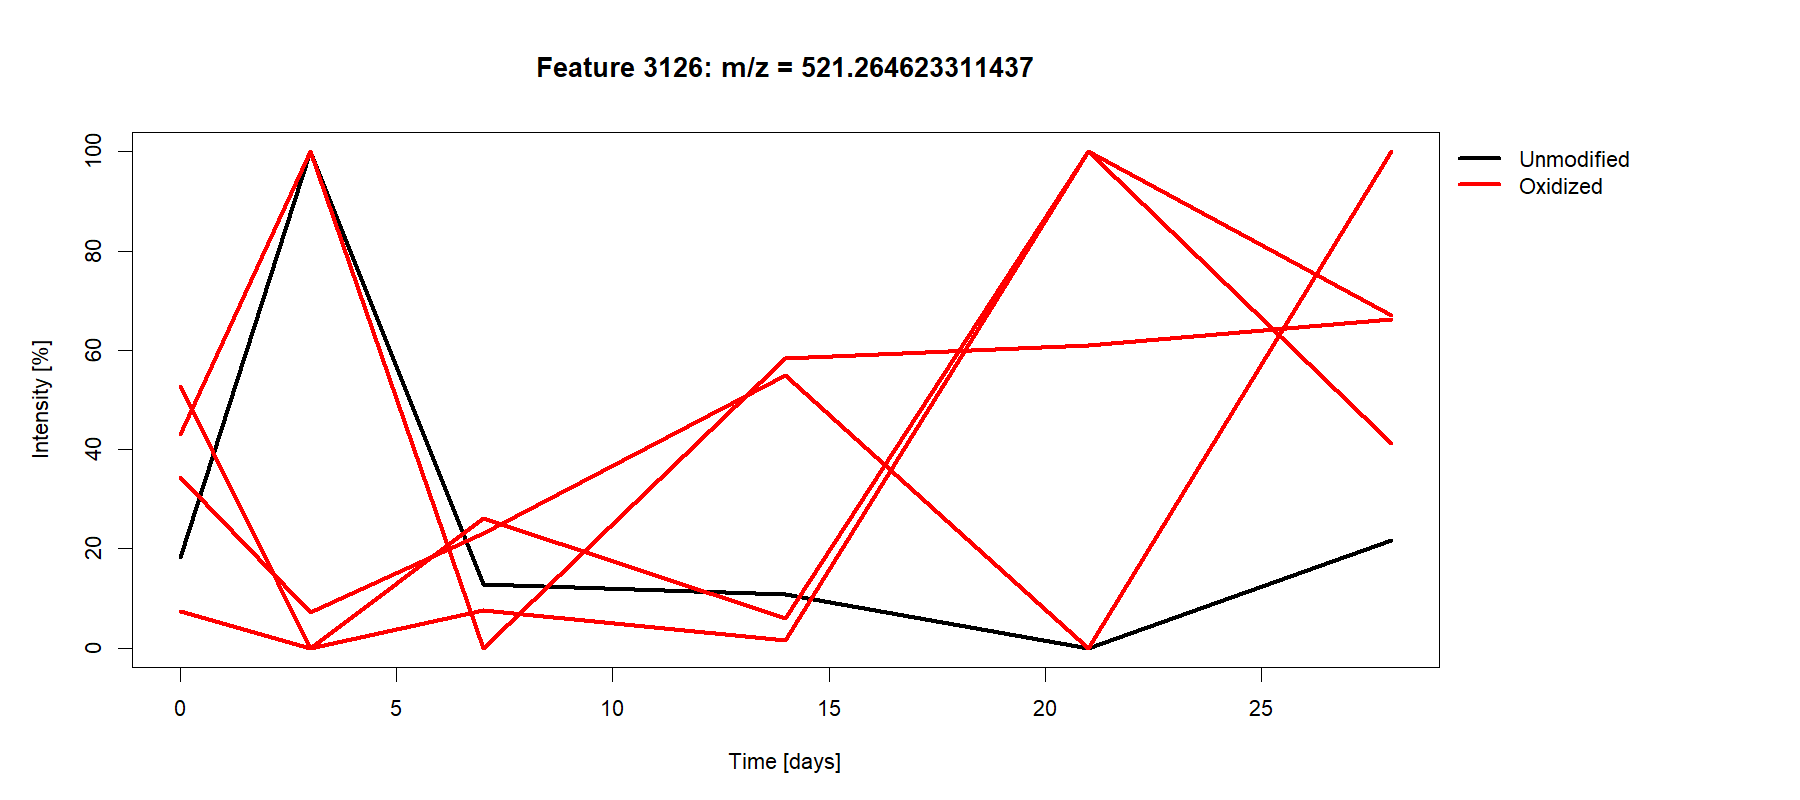 Feature 3126: m/z = 521.264623311437
Unmodified
Oxidized
Intensity [%]
100
80
60
40
20
0
0 5 10 15 20 25
Time [days]